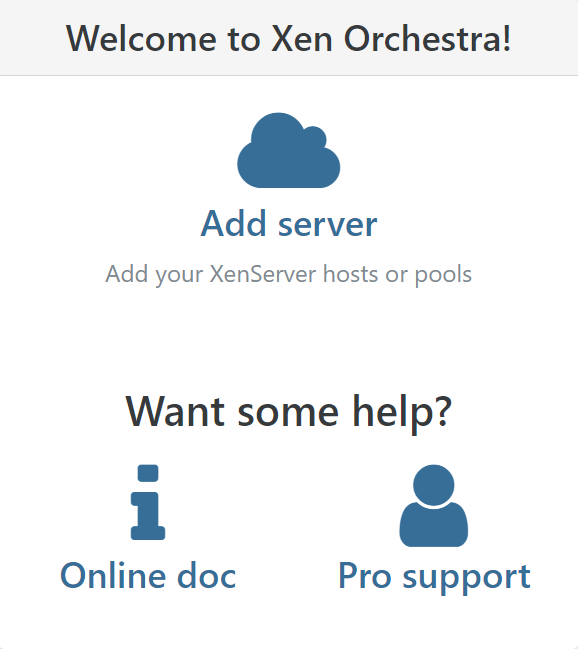 Welcome to Xen Orchestra!
Add server
Add your XenServer hosts or pools
Want some help?
Online doc
Pro support